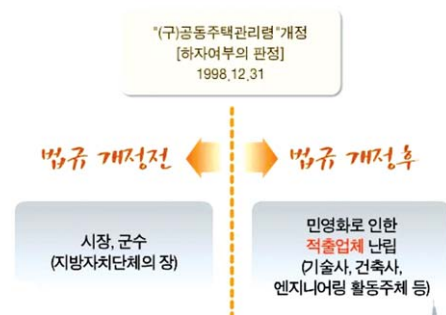 "(구)공동주택관리령"개정
[하자여부의 판정]
1998.12.31
법규 개정전
법규 개정후
시장, 군수
(지방자치단체의 장)
민영화로 인한
적출업체 난립
(기술사, 건축사,
엔지니어링 활동주체 등)